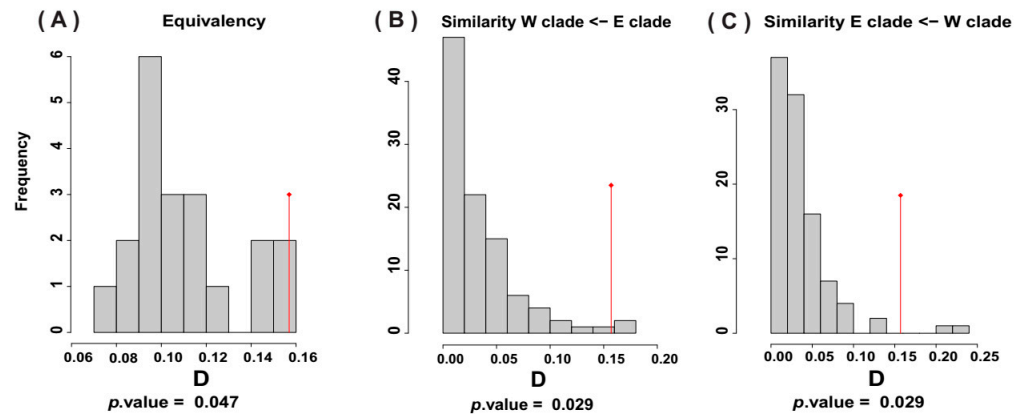 ( A )
Equivalency
Frequency
0
1
2
3
4
5
6
0.06
0.08
0.10
0.12
0.14
0.16
D
p.value = 0.047
( B )
Similarity W clade <− E clade
0
10
20
30
40
0.00
0.05
0.10
0.15
0.20
D
p.value = 0.029
( C )
Similarity E clade <− W clade
0
10
20
30
0.00
0.05
0.10
0.15
0.20
0.25
D
p.value = 0.029